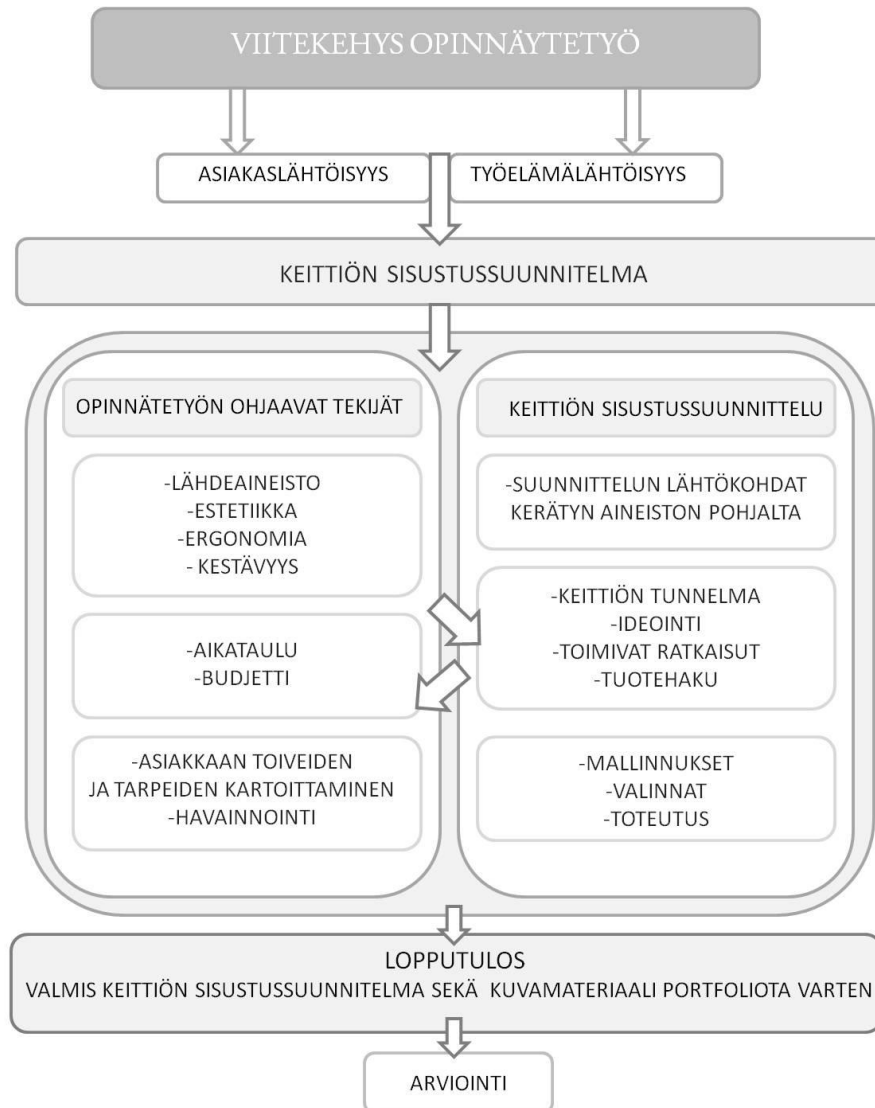 VIITEKEHYS OPINNÄYTETYÖ
ASIAKASLÄHTÖISYYS
TYÖELÄMÄLÄHTÖISYYS
KEITTIÖN SISUSTUSSUUNNITELMA
OPINNÄTETYÖN OHJAAVAT TEKIJÄT
-LÄHDEAINEISTO
-ESTETIIKKA
-ERGONOMIA
- KESTÄVYYS
-AIKATAULU
-BUDJETTI
-ASIAKKAAN TOIVEIDEN
JA TARPEIDEN KARTOITTAMINEN
-HAVAINNOINTI
KEITTIÖN SISUSTUSSUUNNITTELU
-SUUNNITTELUN LÄHTÖKOHDAT
KERÄTYN AINEISTON POHJALTA
-KEITTIÖN TUNNELMA
-IDEOINTI
-TOIMIVAT RATKAISUT
-TUOTEHAKU
-MALLINNUKSET
-VALINNAT
-TOTEUTUS
LOPPUTULOS
VALMIS KEITTIÖN SISUSTUSSUUNNITELMA SEKÄ KUVAMATERIAALI PORTFOLIOTA VARTEN
ARVIOINTI